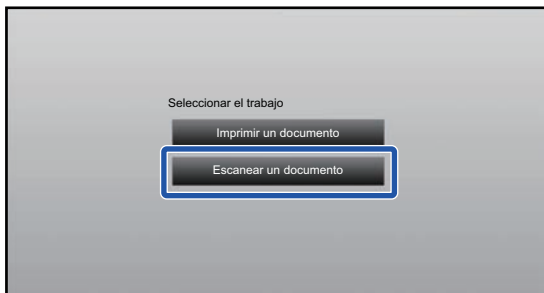 Seleccionar el trabajo
Imprimir un documento
Escanear un documento